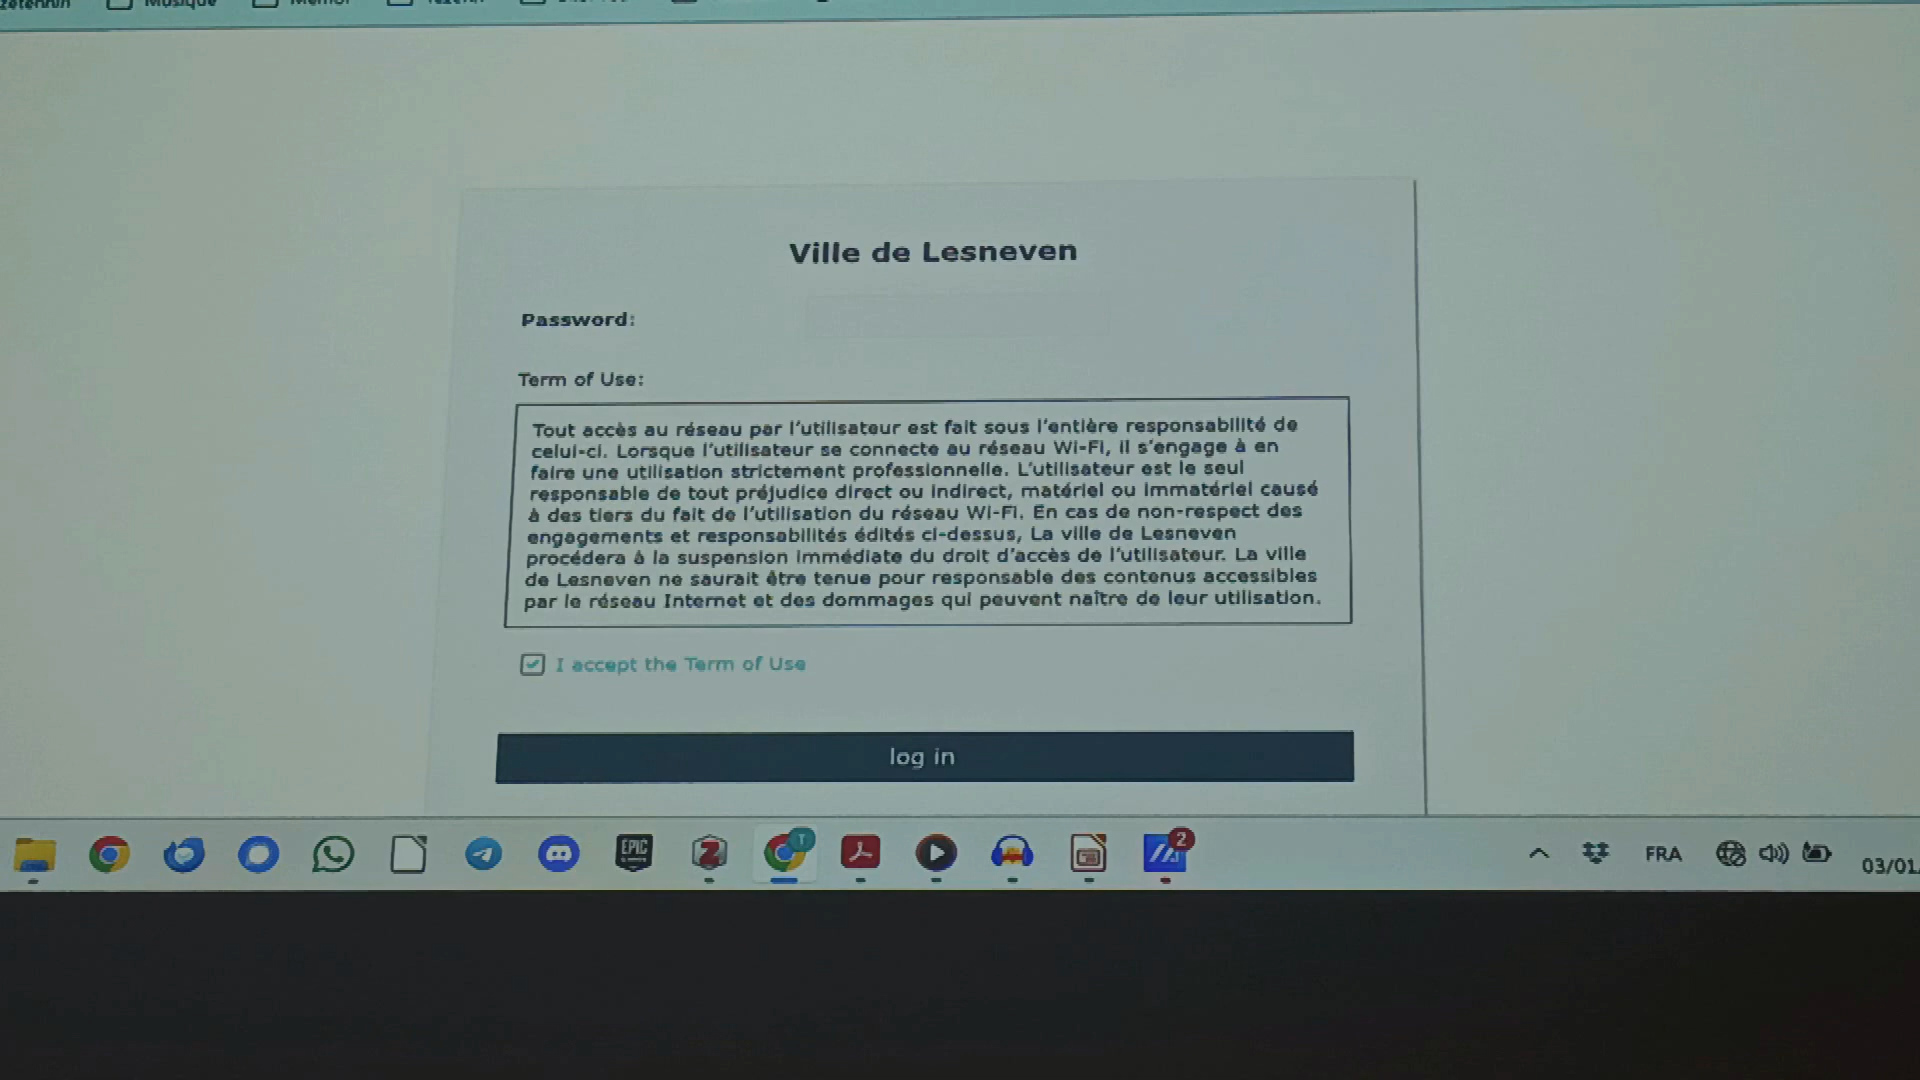 Musique
Ville de Lesneven
Password:
Term of Use:
Tout accès au réseau par l'utilisateur est fait sous l'entière responsabilité de
celui-ci. Lorsque l'utilisateur se connecte au réseau Wi-Fi, il s'engage à en
faire une utilisation strictement professionnelle. L'utilisateur est le seul
responsable de tout préjudice direct ou indirect, matériel ou immatériel causé
à des tiers du fait de l'utilisation du réseau Wi-Fi. En cas de non-respect des
engagements et responsabilités édités ci-dessus, La ville de Lesneven
procédera à la suspension immédiate du droit d'accès de l'utilisateur. La ville
de Lesneven ne saurait être tenue pour responsable des contenus accessibles
par le réseau Internet et des dommages qui peuvent naître de leur utilisation.
I accept the Term of Use
log in
EPIC
Z
T
2
FRA
03/01